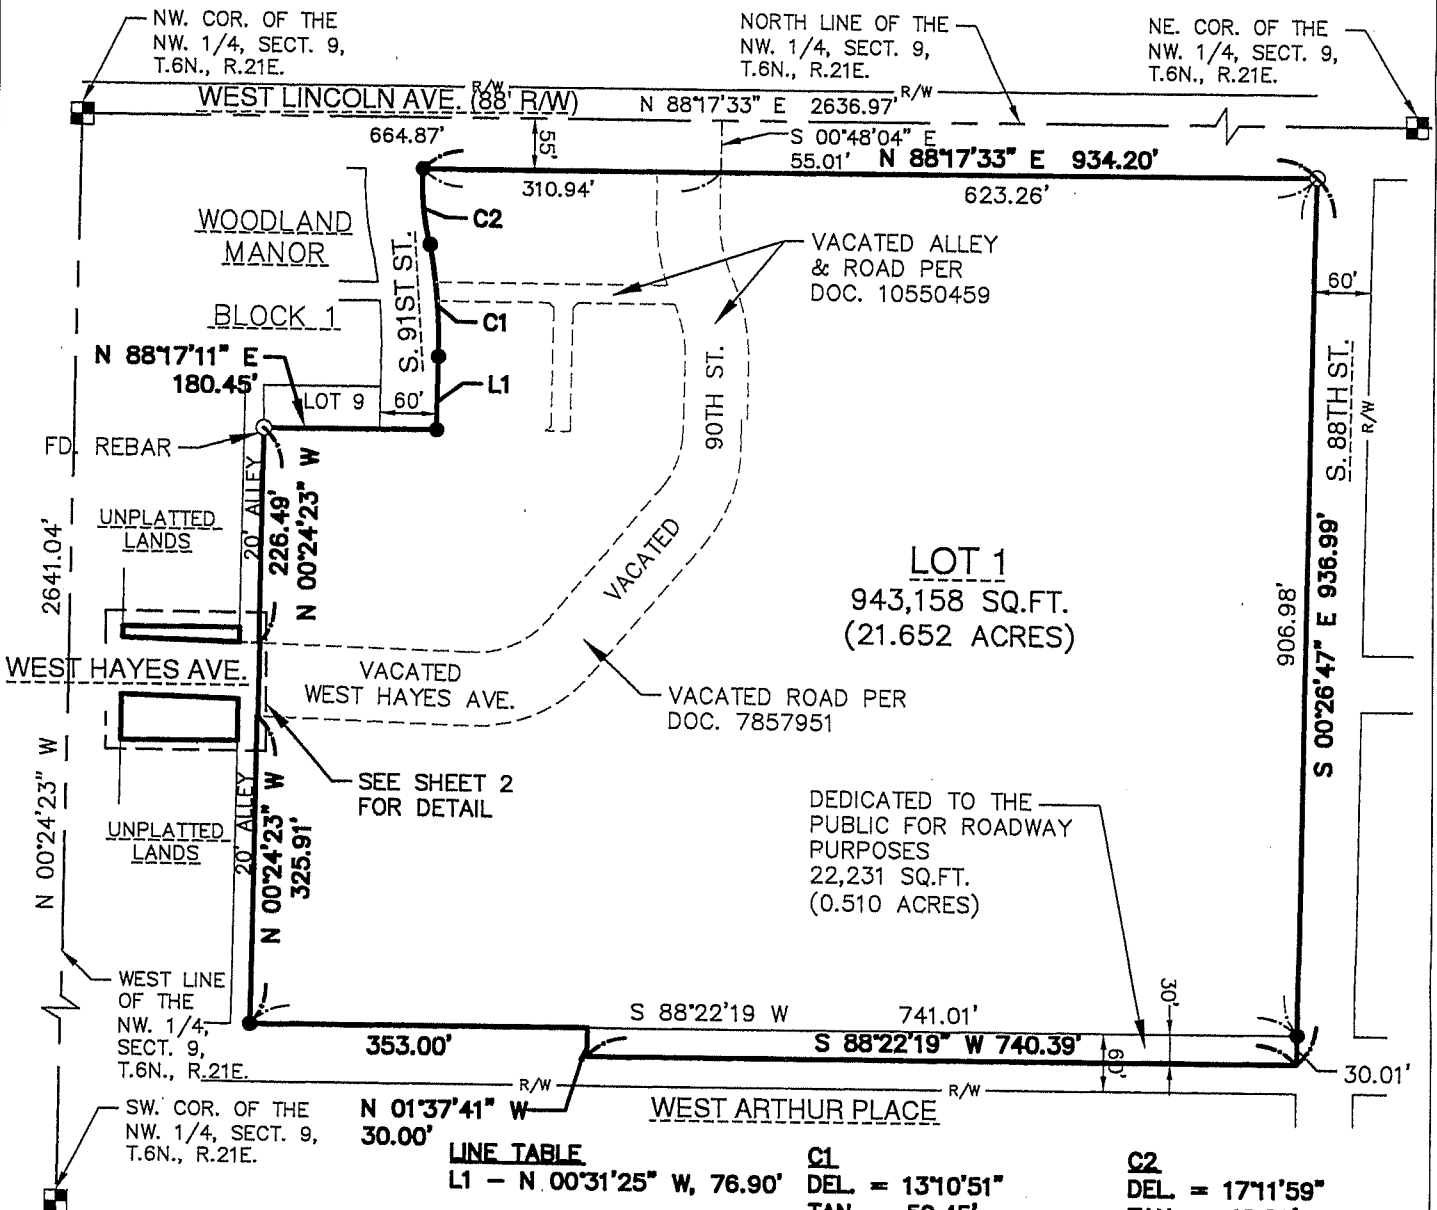 NW. COR. OF THE
NW. 1/4, SECT. 9,
T.6N., R.21E.
NORTH LINE OF THE
NW. 1/4, SECT. 9,
T.6N., R.21E.
NE. COR. OF THE
NW. 1/4, SECT. 9,
T.6N., R.21E.
R/W
WEST LINCOLN AVE. (88' R/W)
N 88°17'33" E 2636.97'
R/W
664.87'
55'
S 00°48'04" E
55.01'
N 88°17'33" E 934.20'
310.94'
623.26'
WOODLAND
MANOR
C2
S. 91ST ST.
VACATED ALLEY
& ROAD PER
DOC. 10550459
60'
BLOCK 1
C1
N 88°17'11" E
180.45'
L1
LOT 9
60'
90TH ST.
S. 88TH ST.
R/W
FD. REBAR
20' ALLEY
226.49'
N 00°24'23" W
UNPLATTED
LANDS
2641.04'
VACATED
LOT 1
943,158 SQ.FT.
(21.652 ACRES)
906.98'
S 00°26'47" E 936.99'
WEST HAYES AVE.
VACATED
WEST HAYES AVE.
VACATED ROAD PER
DOC. 7857951
N 00°24'23" W
SEE SHEET 2
FOR DETAIL
20' ALLEY
N 00°24'23" W
325.91'
UNPLATTED
LANDS
DEDICATED TO THE
PUBLIC FOR ROADWAY
PURPOSES
22,231 SQ.FT.
(0.510 ACRES)
WEST LINE
OF THE
NW. 1/4,
SECT. 9,
T.6N., R.21E.
30'
S 88°22'19 W 741.01'
353.00'
S 88°22'19" W 740.39'
60'
30.01'
R/W
R/W
SW. COR. OF THE
NW. 1/4, SECT. 9,
T.6N., R.21E.
N 01°37'41" W
30.00'
WEST ARTHUR PLACE
LINE TABLE
L1 - N 00°31'25" W, 76.90'
C1
DEL. = 13°10'51"
C2
DEL. = 17°11'59"